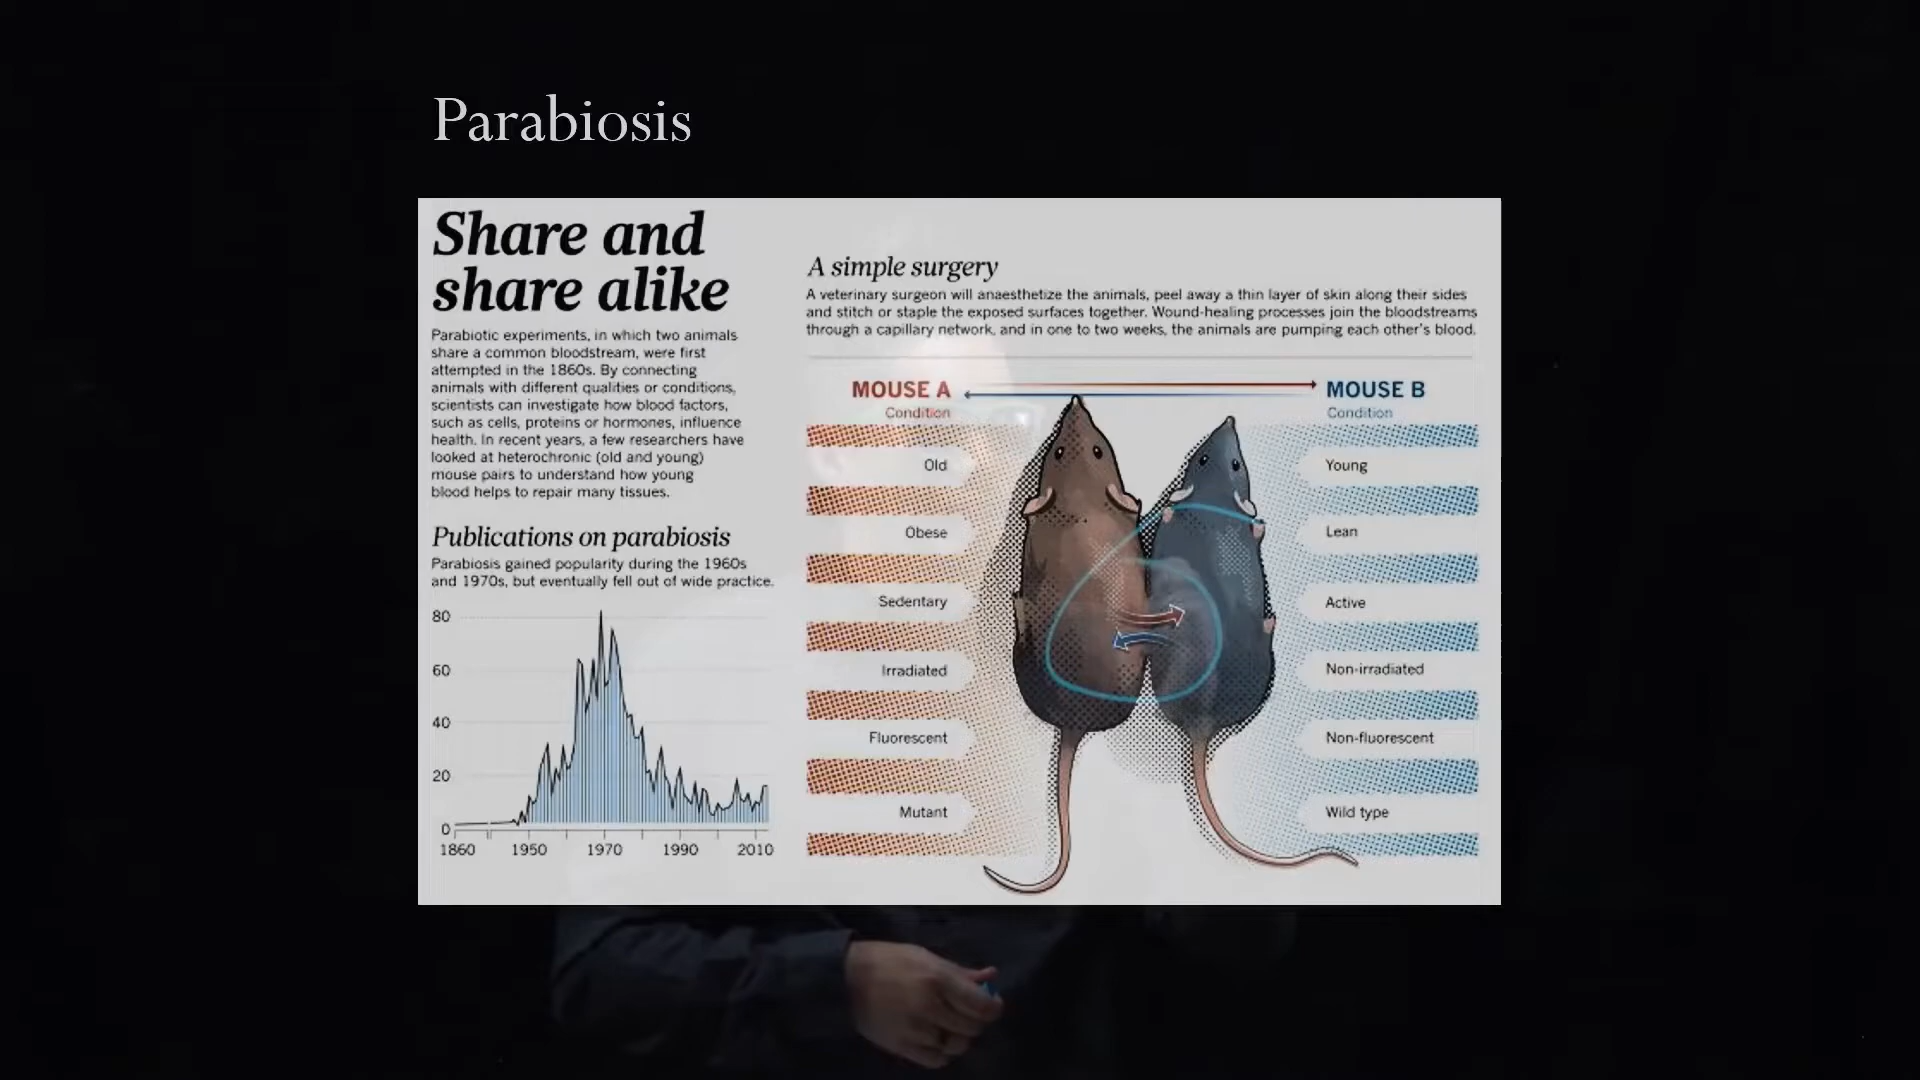 Parabiosis
Share and
share alike
Parabiotic experiments, in which two animals
share a common bloodstream, were first
attempted in the 1860s. By connecting
animals with different qualities or conditions,
scientists can investigate how blood factors,
such as cells, proteins or hormones, influence
health. In recent years, a few researchers have
looked at heterochronic (old and young)
mouse pairs to understand how young
blood helps to repair many tissues.
Publications on parabiosis
Parabiosis gained popularity during the 1960s
and 1970s, but eventually fell out of wide practice.
80
60
40
20
0
1860 1950 1970 1990 2010
A simple surgery
A veterinary surgeon will anaesthetize the animals, peel away a thin layer of skin along their sides
and stitch or staple the exposed surfaces together. Wound-healing processes join the bloodstreams
through a capillary network, and in one to two weeks, the animals are pumping each other's blood.
MOUSE A MOUSE B
Condition Condition
Old Young
Obese Lean
Sedentary Active
Irradiated Non-irradiated
Fluorescent Non-fluorescent
Mutant Wild type